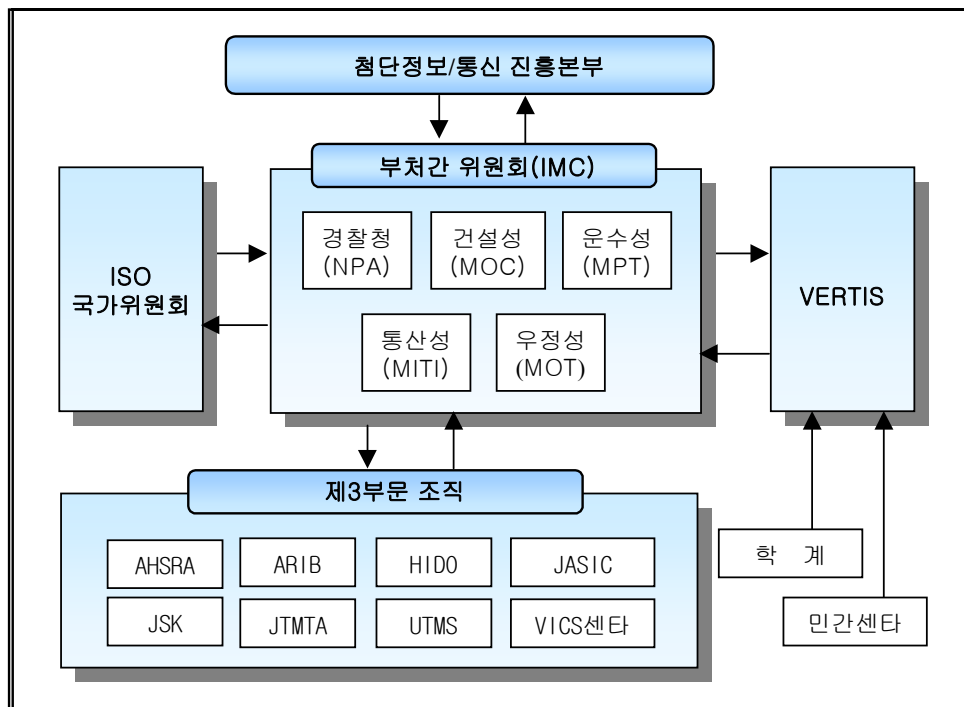 첨단정보/통신 진흥본부
부처간 위원회(IMC)
ISO
국가위원회
경찰청
(NPA)
건설성
(MOC)
운수성
(MPT)
통산성
(MITI)
우정성
(MOT)
VERTIS
제3부문 조직
AHSRA
ARIB
HIDO
JASIC
JSK
JTMTA
UTMS
VICS센타
학 계
민간센타